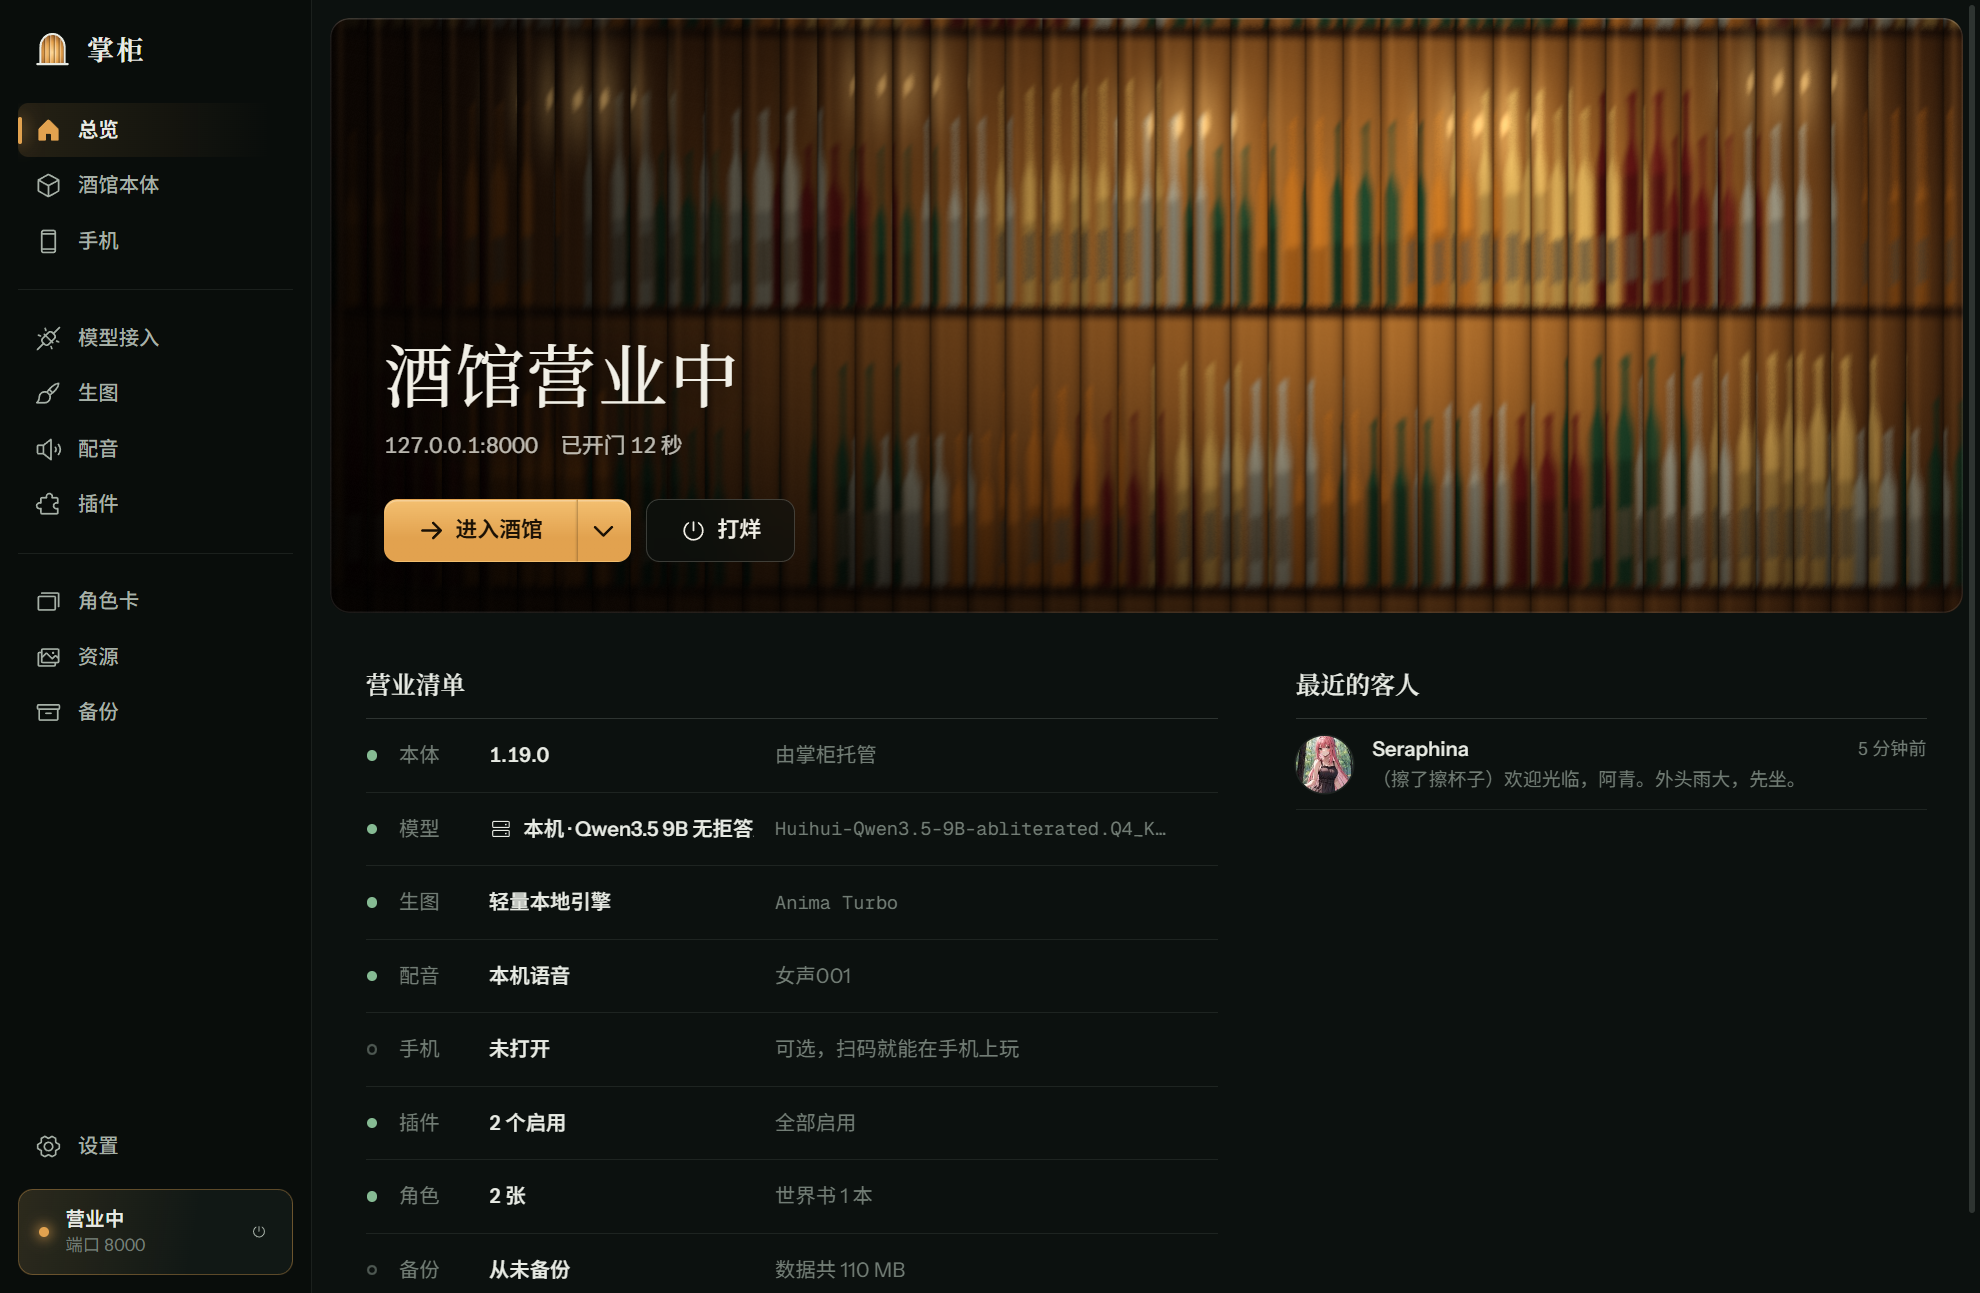 掌柜
总览
酒馆本体
手机
模型接入
生图
配音
插件
角色卡
资源
备份
设置
营业中
端口 8000
酒馆营业中
127.0.0.1:8000 已开门 12 秒
进入酒馆
打烊
营业清单
本体 1.19.0 由掌柜托管
模型 本机·Qwen3.5 9B 无拒答 Huihui-Qwen3.5-9B-abliterated.Q4_K…
生图 轻量本地引擎 Anima Turbo
配音 本机语音 女声001
手机 未打开 可选，扫码就能在手机上玩
插件 2 个启用 全部启用
角色 2 张 世界书 1 本
备份 从未备份 数据共 110 MB
最近的客人
Seraphina 5 分钟前
（擦了擦杯子）欢迎光临，阿青。外头雨大，先坐。